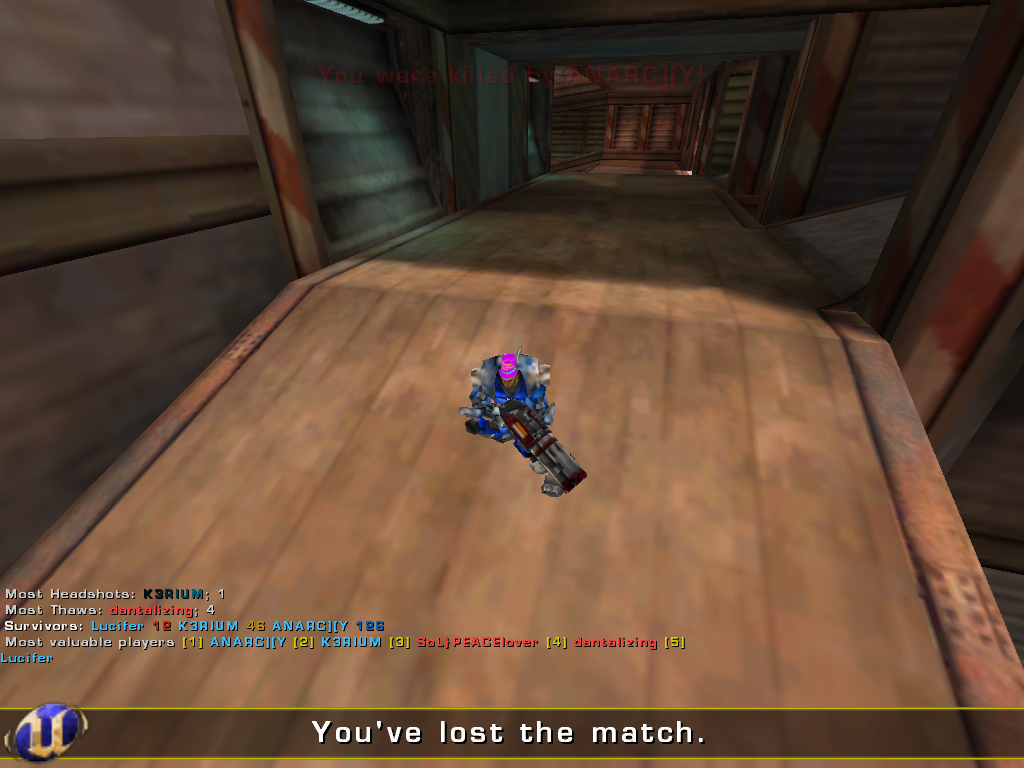 You were killed by ANARC][Y!
Most Headshots: K3RIUM; 1
Most Thaws: dantalizing; 4
Survivors: Lucifer 12 K3RIUM 46 ANARC][Y 126
Most valuable players [1] ANARC][Y [2] K3RIUM [3] SoL}PEACElover [4] dantalizing [5]
Lucifer
You've lost the match.